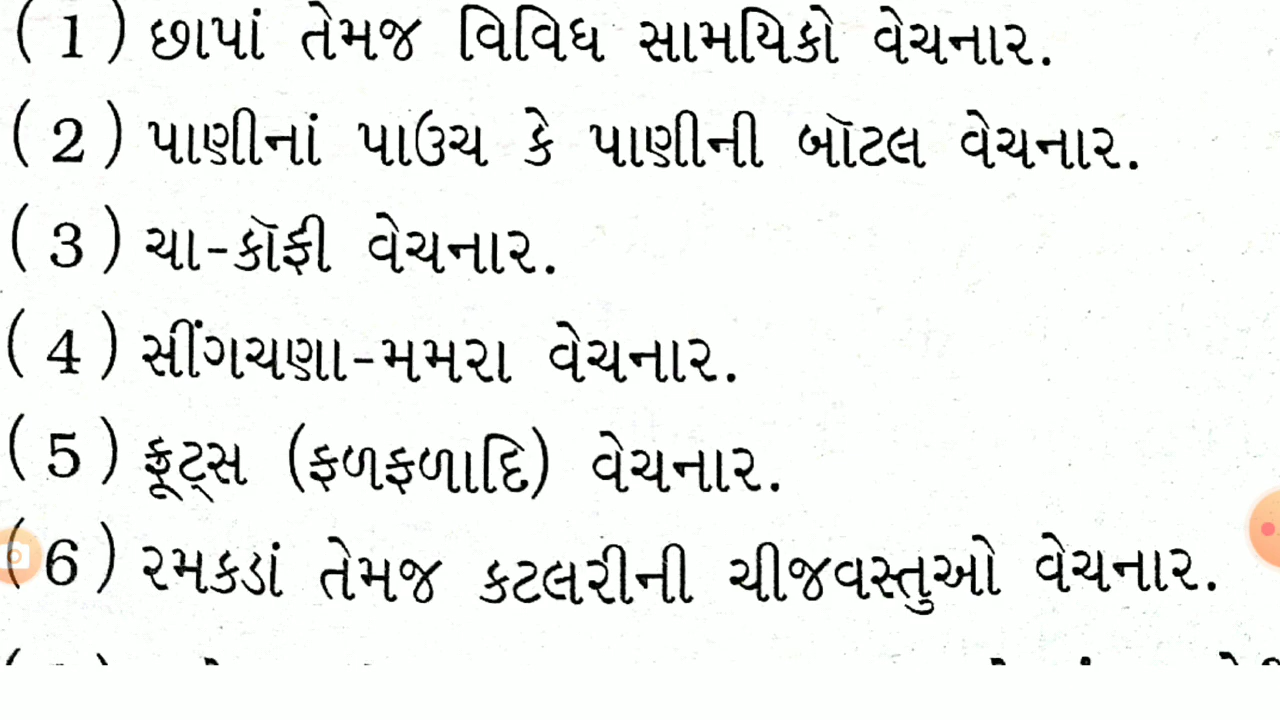 (1) છાપાં તેમજ વિવિધ સામયિકો વેચનાર.
(2) પાણીનાં પાઉચ કે પાણીની બૉટલ વેચનાર.
(3) ચા-કૉફી વેચનાર.
(4) સીંગચણા-મમરા વેચનાર.
(5) ફ્રૂટ્સ (ફળફળાદિ) વેચનાર.
(6) રમકડાં તેમજ કટલરીની ચીજવસ્તુઓ વેચનાર.